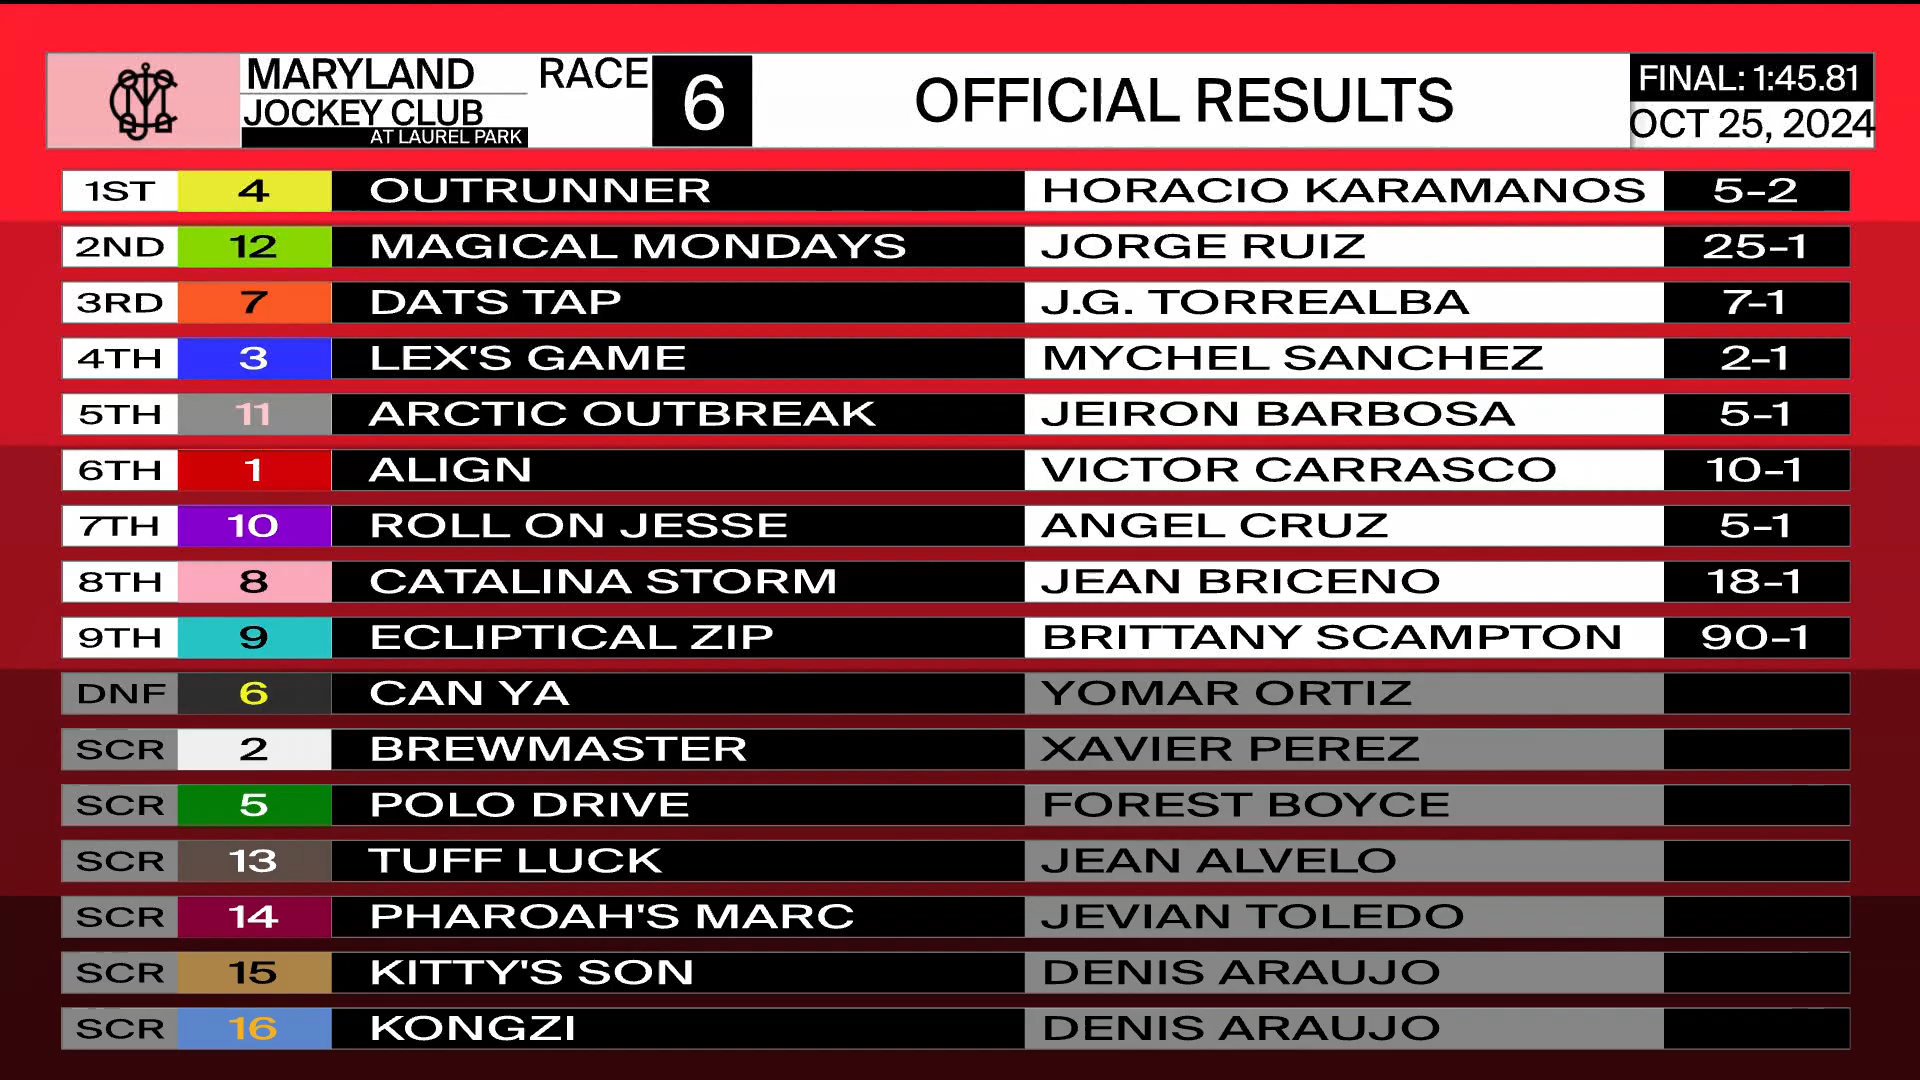 MARYLAND
JOCKEY CLUB
AT LAUREL PARK
RACE 6
OFFICIAL RESULTS
FINAL: 1:45.81
OCT 25, 2024
1ST 4 OUTRUNNER HORACIO KARAMANOS 5-2
2ND 12 MAGICAL MONDAYS JORGE RUIZ 25-1
3RD 7 DATS TAP J.G. TORREALBA 7-1
4TH 3 LEX'S GAME MYCHEL SANCHEZ 2-1
5TH 11 ARCTIC OUTBREAK JEIRON BARBOSA 5-1
6TH 1 ALIGN VICTOR CARRASCO 10-1
7TH 10 ROLL ON JESSE ANGEL CRUZ 5-1
8TH 8 CATALINA STORM JEAN BRICENO 18-1
9TH 9 ECLIPTICAL ZIP BRITTANY SCAMPTON 90-1
DNF 6 CAN YA YOMAR ORTIZ
SCR 2 BREWMASTER XAVIER PEREZ
SCR 5 POLO DRIVE FOREST BOYCE
SCR 13 TUFF LUCK JEAN ALVELO
SCR 14 PHAROAH'S MARC JEVIAN TOLEDO
SCR 15 KITTY'S SON DENIS ARAUJO
SCR 16 KONGZI DENIS ARAUJO